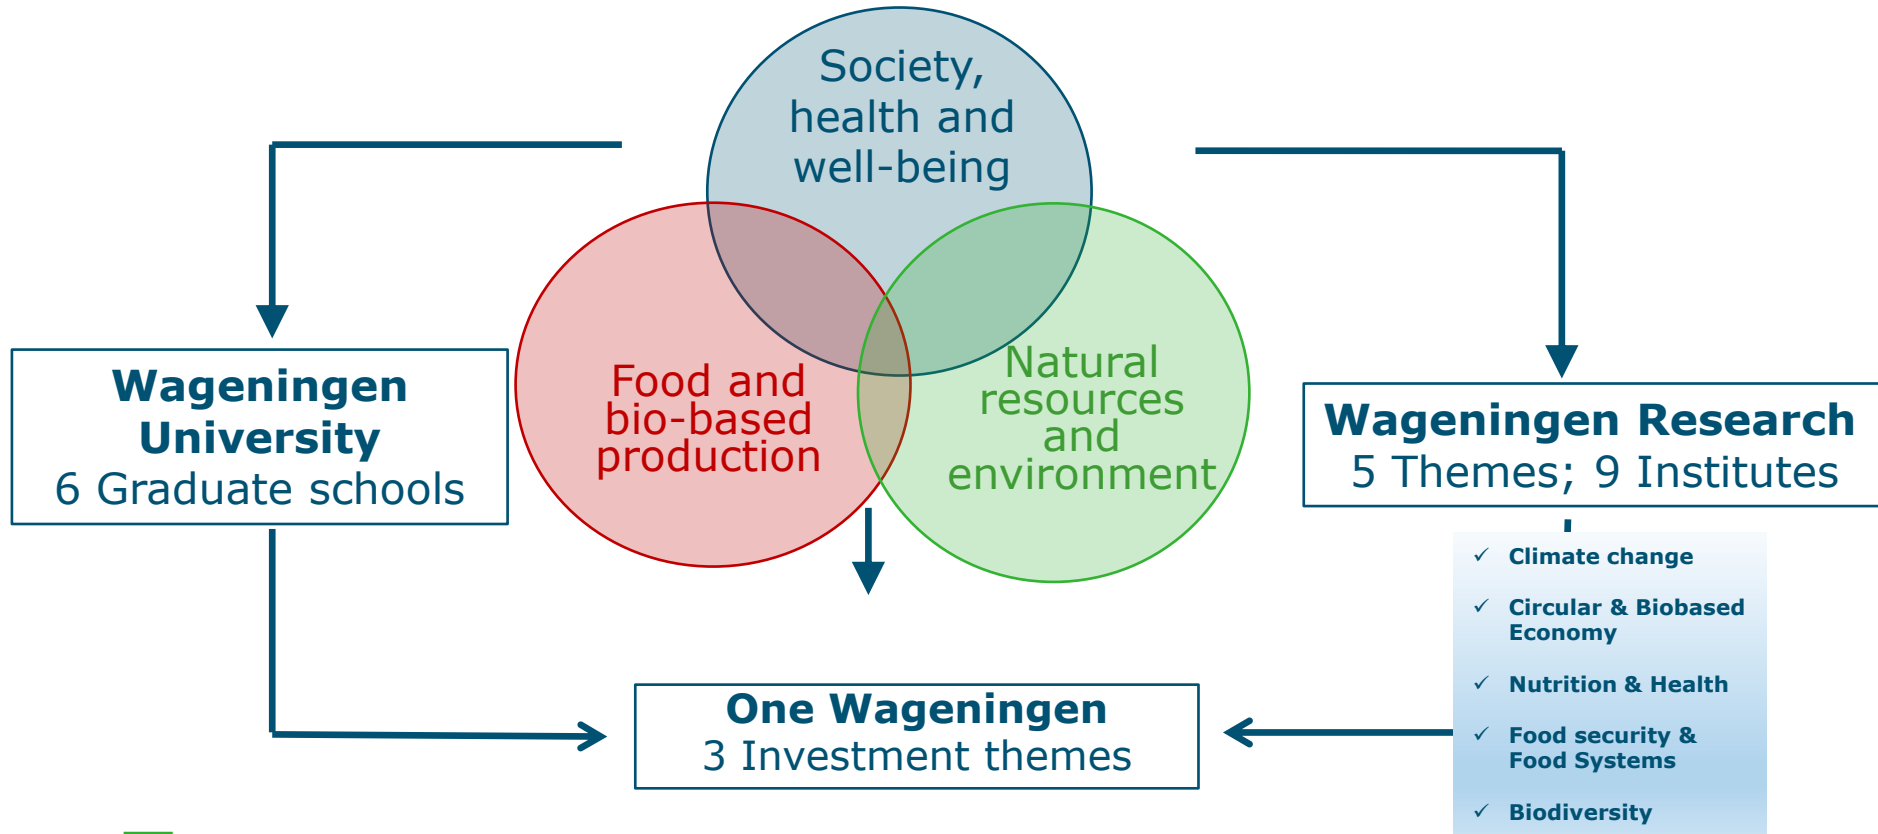 Society,
health and
well-being
Food and
bio-based
production
Natural
resources
and
environment
Wageningen
University
6 Graduate schools
Wageningen Research
5 Themes; 9 Institutes
✓ Climate change
✓ Circular & Biobased
Economy
✓ Nutrition & Health
✓ Food security &
Food Systems
✓ Biodiversity
One Wageningen
3 Investment themes